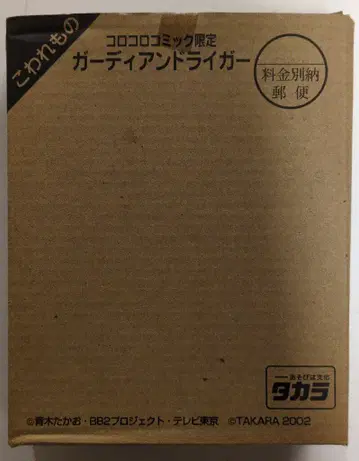 こわれもの
コロコロコミック限定
ガーディアンドライガー
料金別納
郵便
あそびは文化
タカラ
©青木たかお・BB2プロジェクト・テレビ東京 ©TAKARA 2002